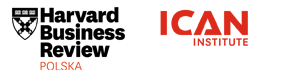 Harvard
Business
Review
POLSKA
ICAN
INSTITUTE